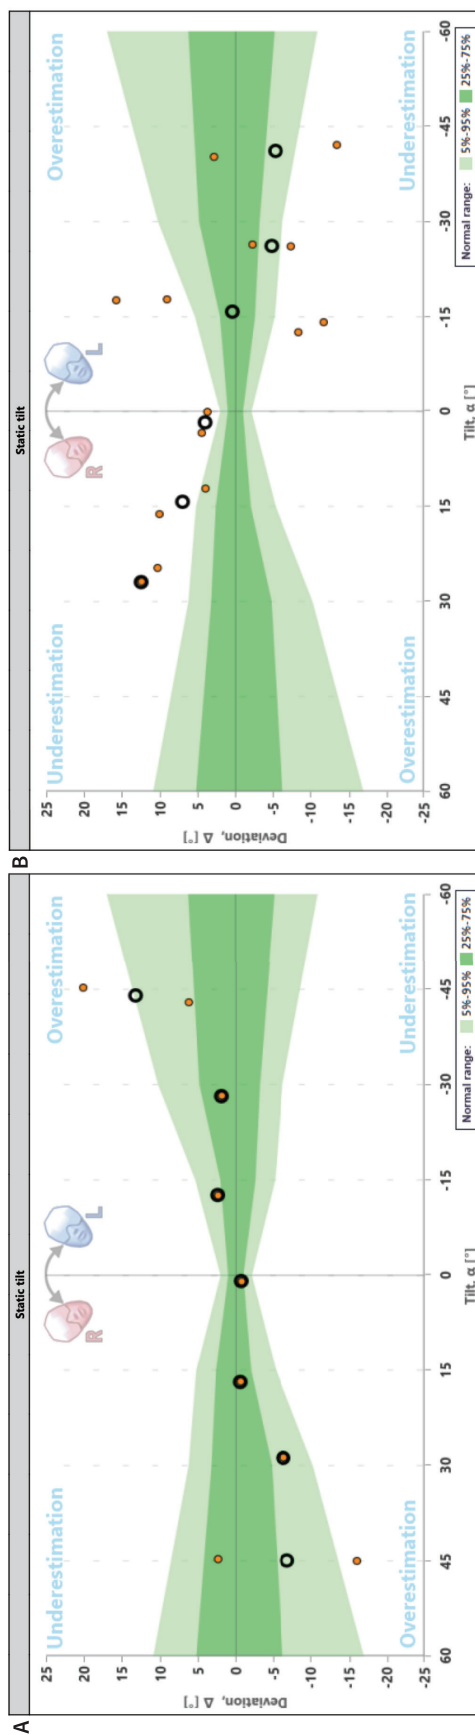 A
Static tilt
Underestimation
Overestimation
R
L
25
20
15
10
5
0
-5
-10
-15
-20
-25
Deviation, Δ [°]
Overestimation
Underestimation
60
45
30
15
0
-15
-30
-45
-60
Tilt, α [°]
Normal range: 5%-95% 25%-75%
B
Static tilt
Underestimation
Overestimation
R
L
25
20
15
10
5
0
-5
-10
-15
-20
-25
Deviation, Δ [°]
Overestimation
Underestimation
60
45
30
15
0
-15
-30
-45
-60
Tilt, α [°]
Normal range: 5%-95% 25%-75%